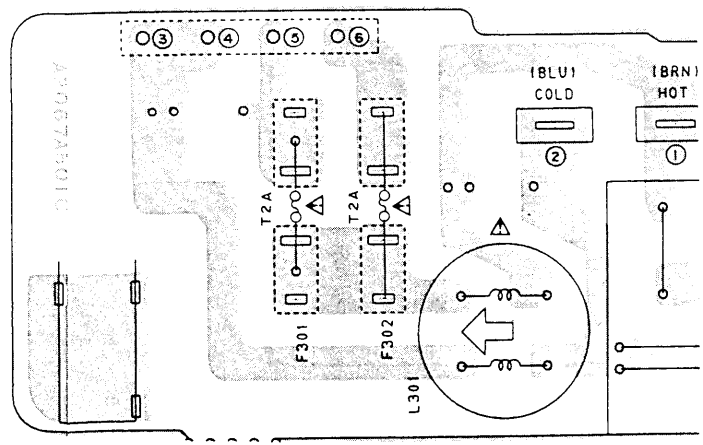 ③ ④ ⑤ ⑥
(BLU)
COLD
②
(BRN)
HOT
①
T2A
T2A
F301
F302
L301